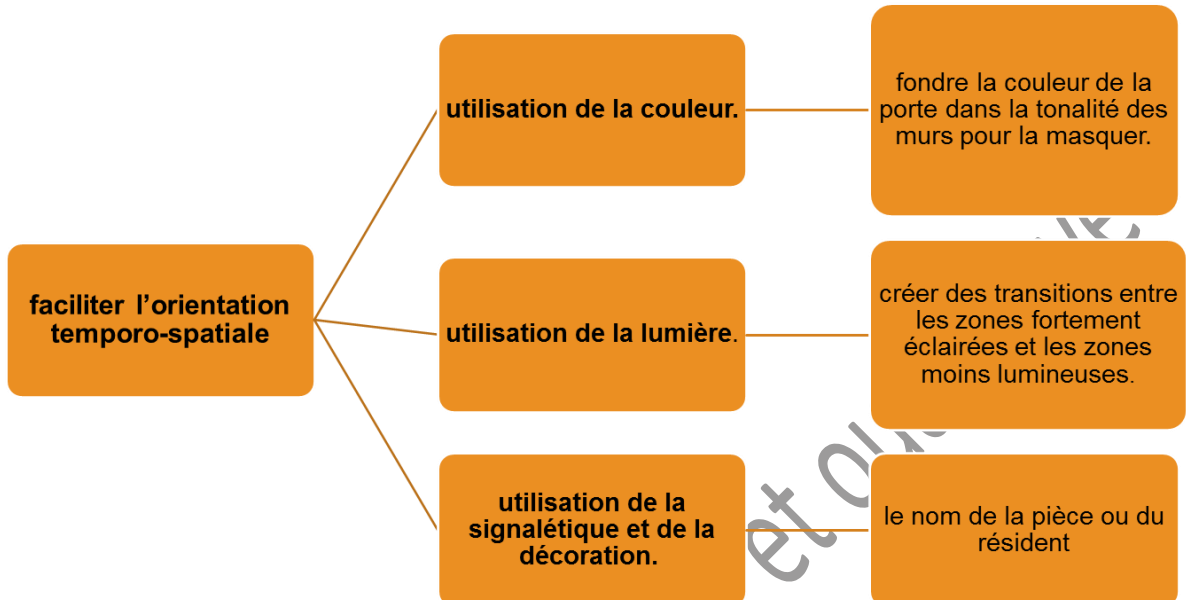 faciliter l’orientation
temporo-spatiale
utilisation de la couleur.
fondre la couleur de la
porte dans la tonalité des
murs pour la masquer.
utilisation de la lumière.
créer des transitions entre
les zones fortement
éclairées et les zones
moins lumineuses.
utilisation de la
signalétique et de la
décoration.
le nom de la pièce ou du
résident
et